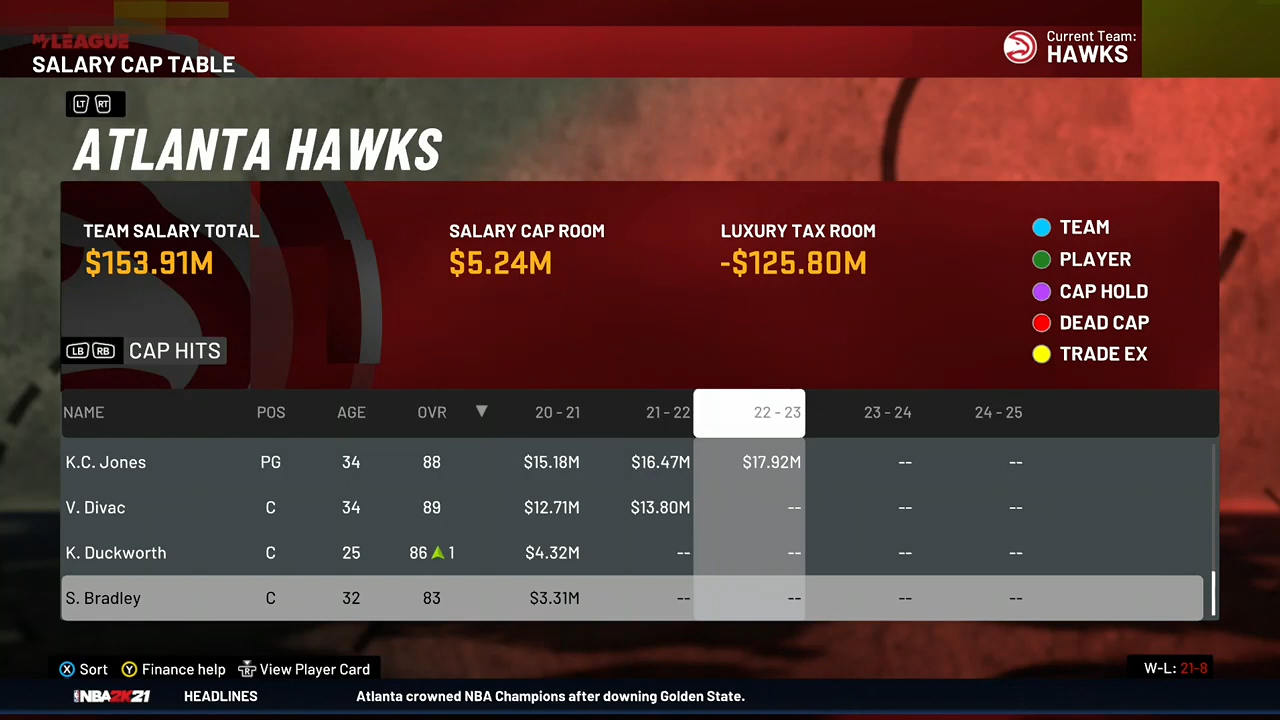 MyLEAGUE
SALARY CAP TABLE
Current Team:
HAWKS
LT RT
ATLANTA HAWKS
TEAM SALARY TOTAL SALARY CAP ROOM LUXURY TAX ROOM
$153.91M $5.24M -$125.80M
TEAM
PLAYER
CAP HOLD
DEAD CAP
TRADE EX
LB RB CAP HITS
NAME POS AGE OVR ▼ 20 - 21 21 - 22 22 - 23 23 - 24 24 - 25
K.C. Jones PG 34 88 $15.18M $16.47M $17.92M -- --
V. Divac C 34 89 $12.71M $13.80M -- -- --
K. Duckworth C 25 86 ▲ 1 $4.32M -- -- -- --
S. Bradley C 32 83 $3.31M -- -- -- --
X Sort Y Finance help R View Player Card W-L: 21-8
NBA 2K21 HEADLINES Atlanta crowned NBA Champions after downing Golden State.